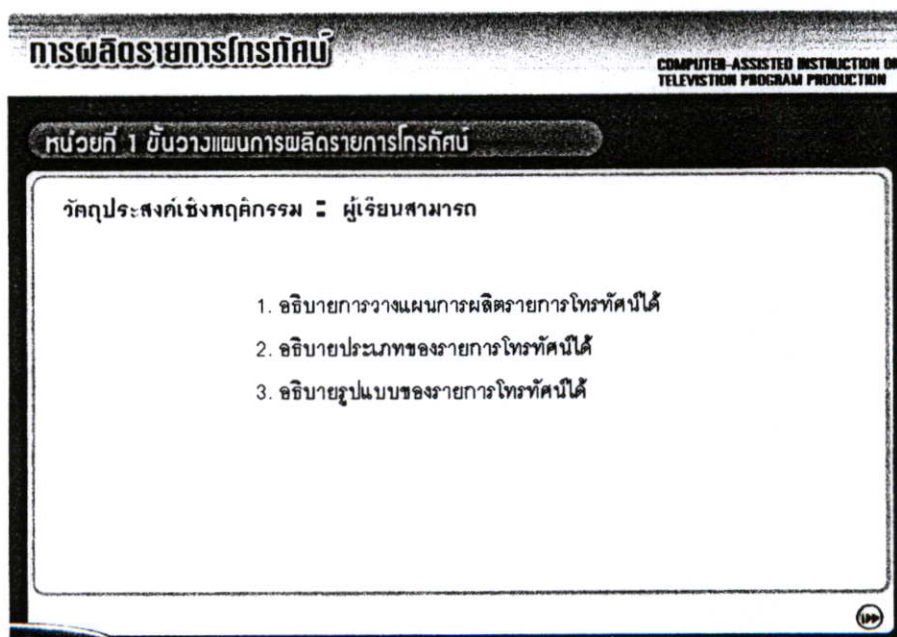 การผลิตรายการโทรทัศน์
COMPUTER-ASSISTED INSTRUCTION ON
TELEVISTION PROGRAM PRODUCTION
หน่วยที่ 1 ขั้นวางแผนการผลิตรายการโทรทัศน์
วัตถุประสงค์เชิงพฤติกรรม : ผู้เรียนสามารถ
1. อธิบายการวางแผนการผลิตรายการโทรทัศน์ได้
2. อธิบายประเภทของรายการโทรทัศน์ได้
3. อธิบายรูปแบบของรายการโทรทัศน์ได้